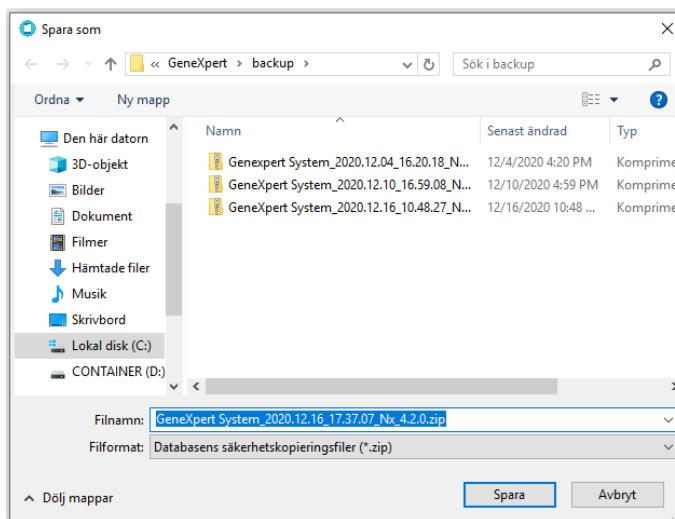 Spara som
« GeneXpert > backup >
Sök i backup
Ordna Ny mapp
?
Namn Senast ändrad Typ
Den här datorn
3D-objekt
Bilder
Dokument
Filmer
Hämtade filer
Musik
Skrivbord
Lokal disk (C:)
CONTAINER (D:)
Genexpert System_2020.12.04_16.20.18_N... 12/4/2020 4:20 PM Komprime
GeneXpert System_2020.12.10_16.59.08_N... 12/10/2020 4:59 PM Komprime
GeneXpert System_2020.12.16_10.48.27_N... 12/16/2020 10:48 ... Komprime
Filnamn: GeneXpert System_2020.12.16_17.37.07_Nx_4.2.0.zip
Filformat: Databasens säkerhetskopieringsfiler (*.zip)
Dölj mappar
Spara Avbryt